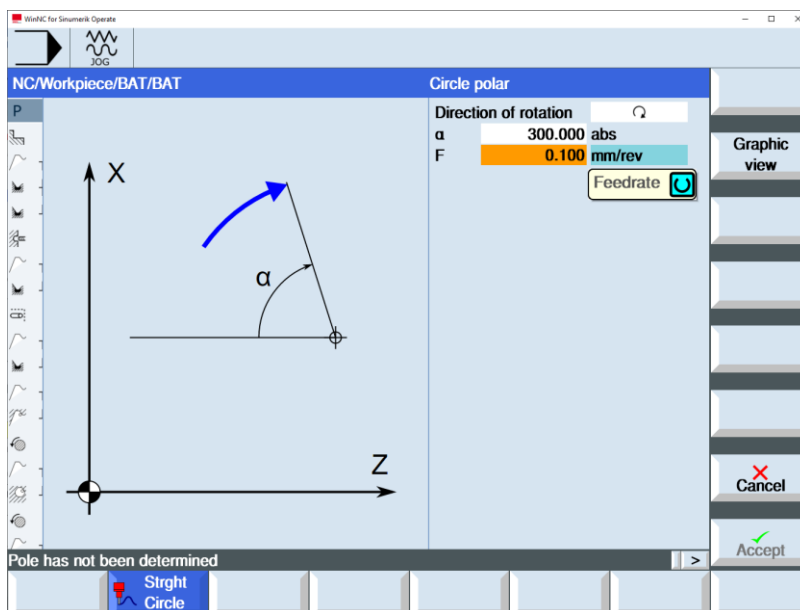 WinNC for Sinumerik Operate
JOG
NC/Workpiece/BAT/BAT
Circle polar
P
Direction of rotation
α 300.000 abs
F 0.100 mm/rev
Feedrate
Graphic
view
X
α
Z
Cancel
Accept
Pole has not been determined
>
Strght
Circle